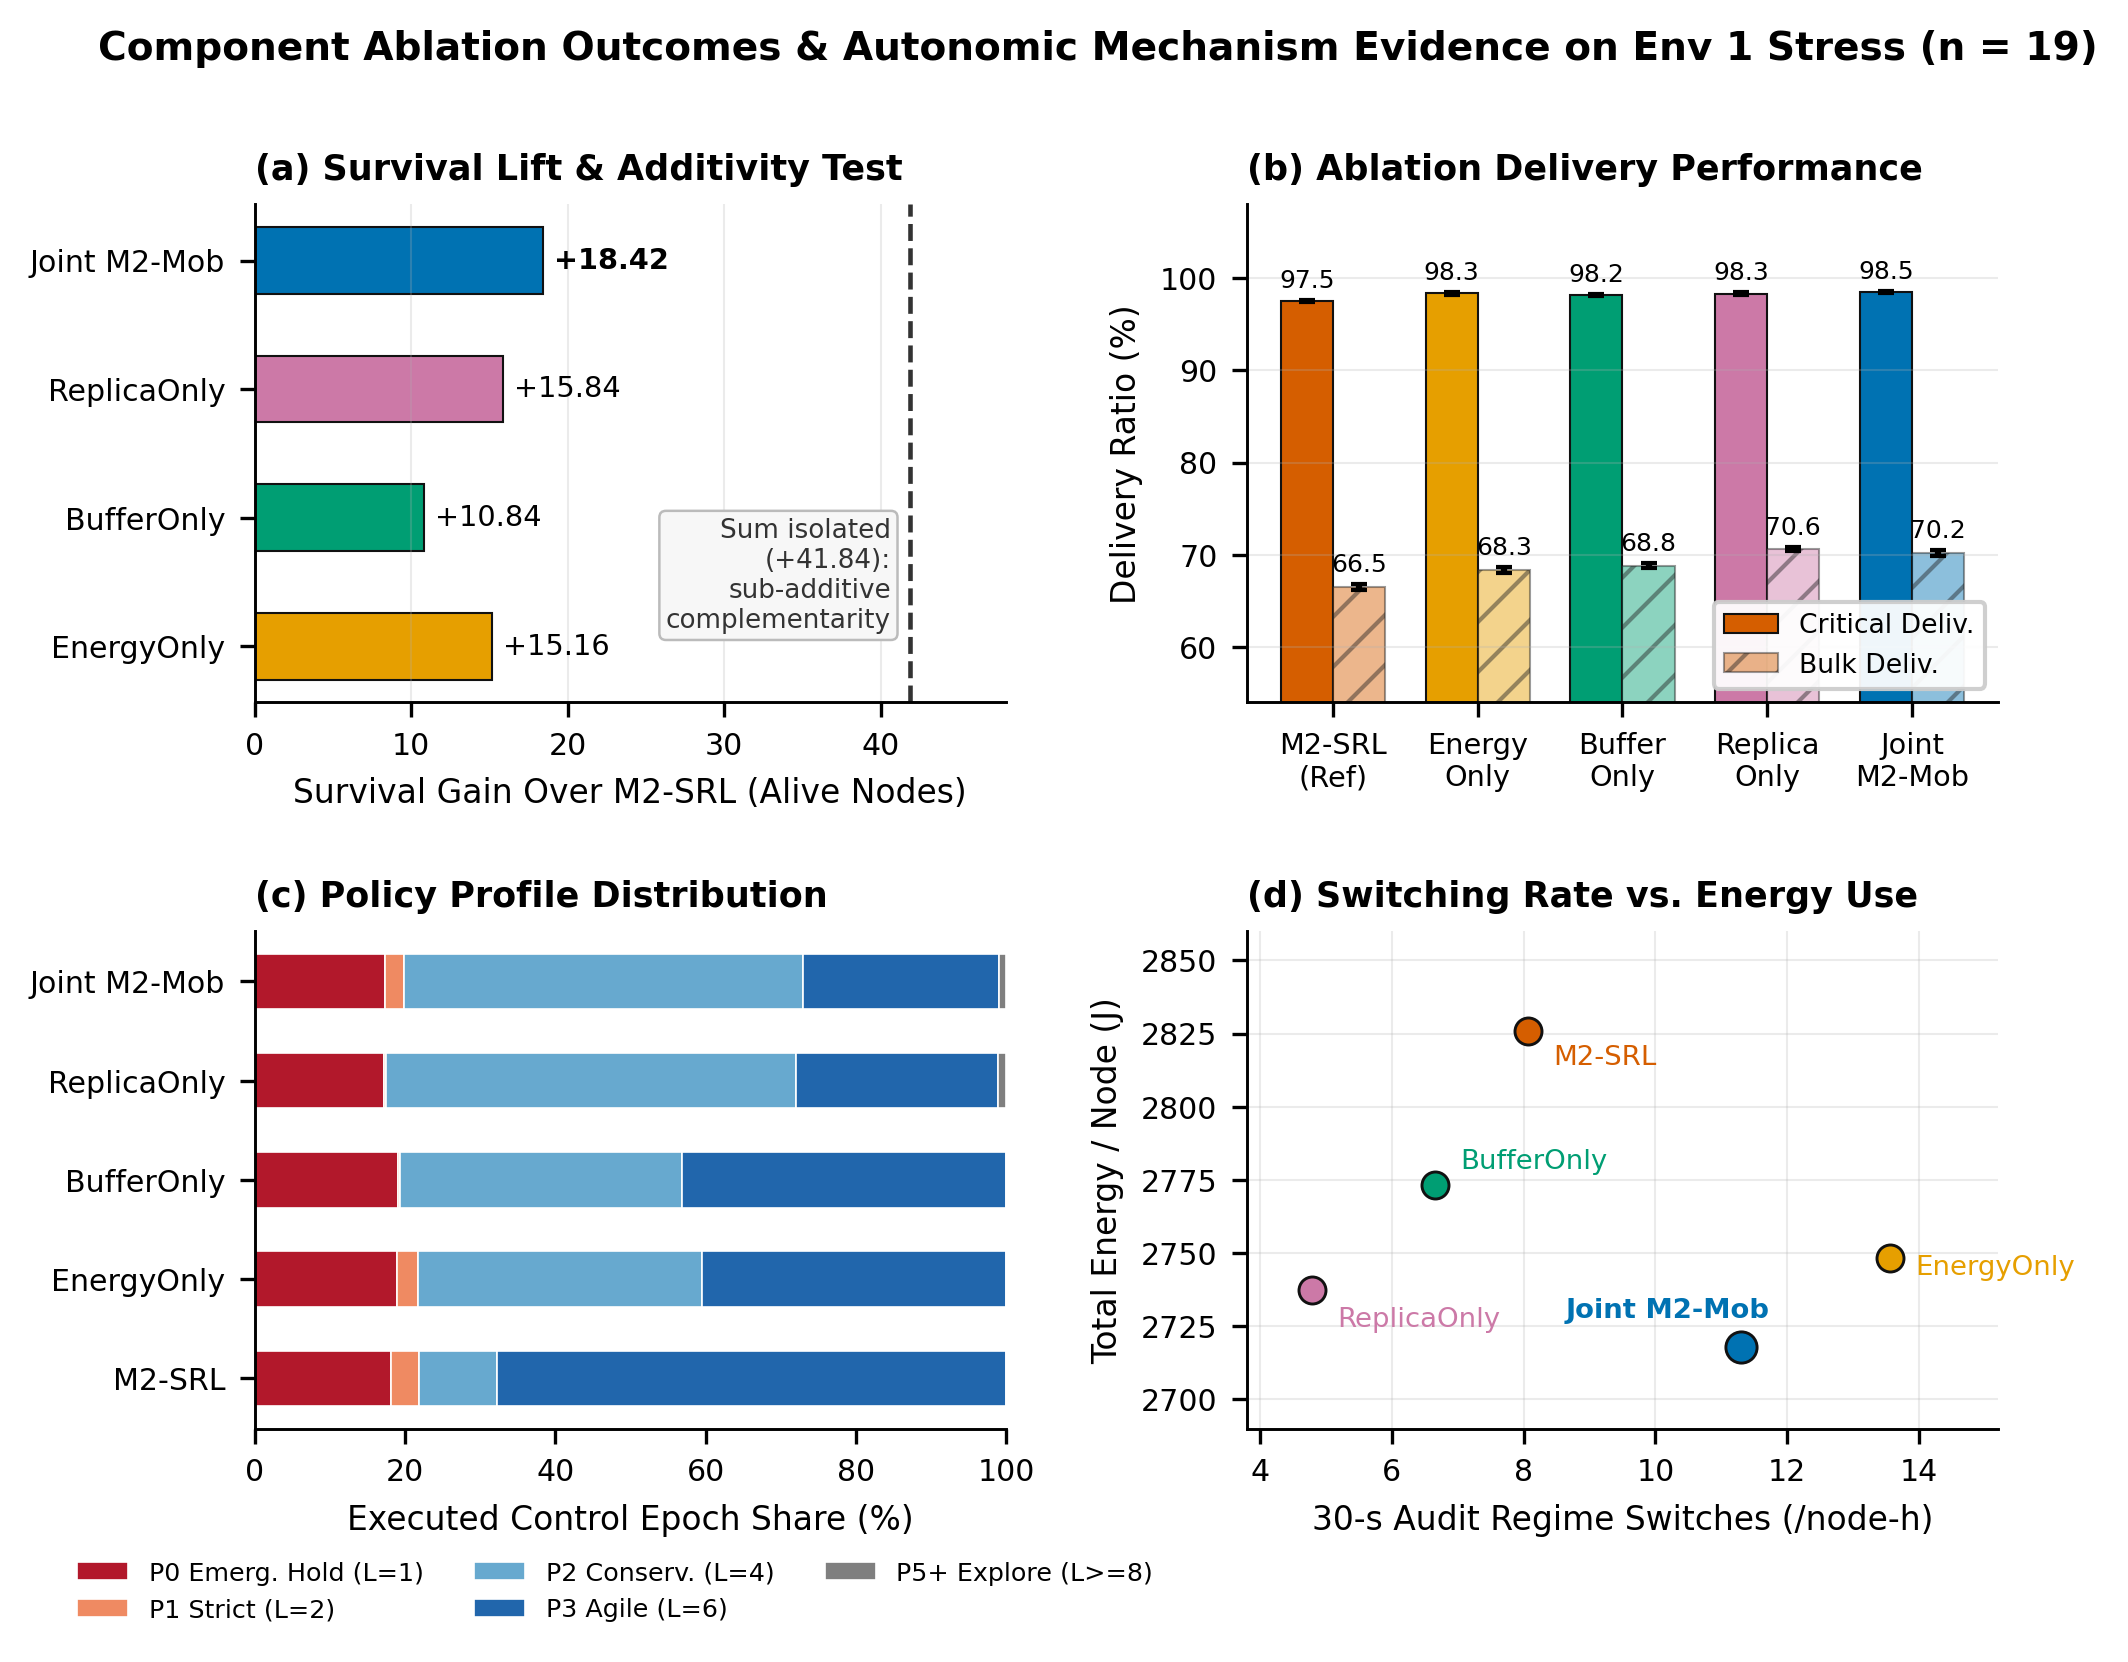 Component Ablation Outcomes & Autonomic Mechanism Evidence on Env 1 Stress (n = 19)
(a) Survival Lift & Additivity Test
Joint M2-Mob
ReplicaOnly
BufferOnly
EnergyOnly
+18.42
+15.84
+10.84
+15.16
Sum isolated
(+41.84):
sub-additive
complementarity
0 10 20 30 40
Survival Gain Over M2-SRL (Alive Nodes)
(b) Ablation Delivery Performance
Delivery Ratio (%)
100
90
80
70
60
97.5 98.3 98.2 98.3 98.5
66.5 68.3 68.8 70.6 70.2
Critical Deliv.
Bulk Deliv.
M2-SRL (Ref)
Energy Only
Buffer Only
Replica Only
Joint M2-Mob
(c) Policy Profile Distribution
Joint M2-Mob
ReplicaOnly
BufferOnly
EnergyOnly
M2-SRL
0 20 40 60 80 100
Executed Control Epoch Share (%)
P0 Emerg. Hold (L=1)
P1 Strict (L=2)
P2 Conserv. (L=4)
P3 Agile (L=6)
P5+ Explore (L>=8)
(d) Switching Rate vs. Energy Use
Total Energy / Node (J)
2850
2825
2800
2775
2750
2725
2700
M2-SRL
BufferOnly
EnergyOnly
ReplicaOnly
Joint M2-Mob
4 6 8 10 12 14
30-s Audit Regime Switches (/node-h)